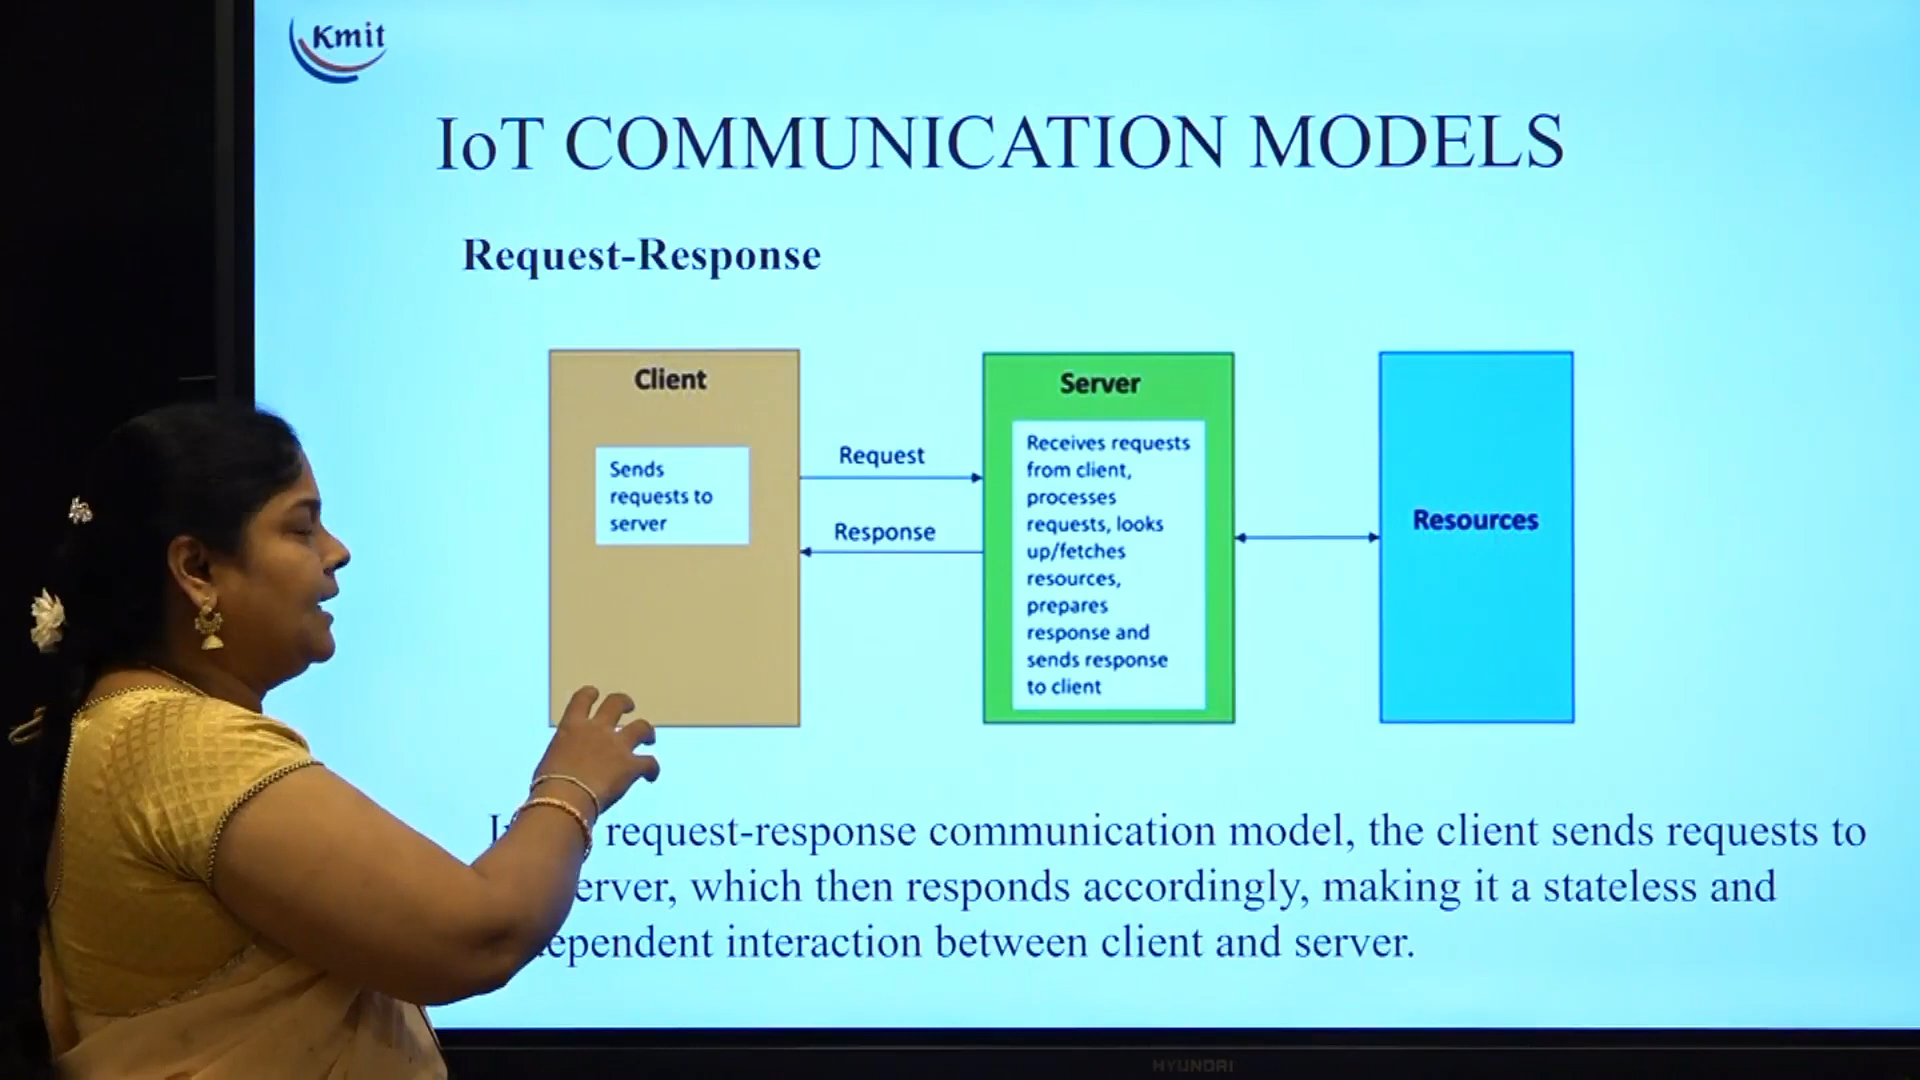 Kmit
IoT COMMUNICATION MODELS
Request-Response
Client
Sends
requests to
server
Request
Response
Server
Receives requests
from client,
processes
requests, looks
up/fetches
resources,
prepares
response and
sends response
to client
Resources
request-response communication model, the client sends requests to
which then responds accordingly, making it a stateless and
interaction between client and server.
HYUNDAI